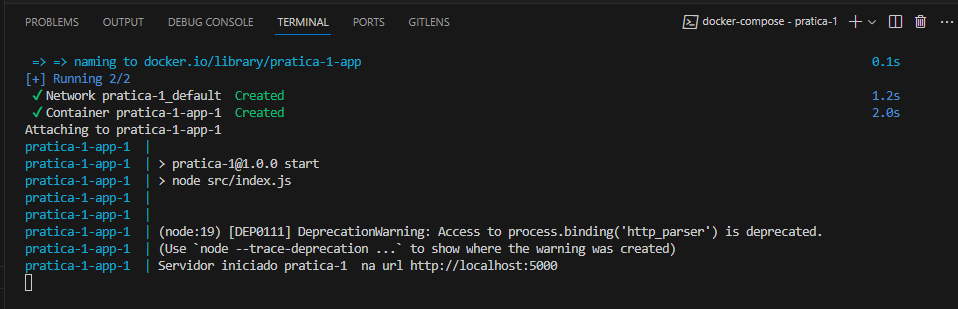 PROBLEMS OUTPUT DEBUG CONSOLE TERMINAL PORTS GITLENS docker-compose - pratica-1
=> => naming to docker.io/library/pratica-1-app 0.1s
[+] Running 2/2
✔ Network pratica-1_default Created 1.2s
✔ Container pratica-1-app-1 Created 2.0s
Attaching to pratica-1-app-1
pratica-1-app-1 |
pratica-1-app-1 | > pratica-1@1.0.0 start
pratica-1-app-1 | > node src/index.js
pratica-1-app-1 |
pratica-1-app-1 |
pratica-1-app-1 | (node:19) [DEP0111] DeprecationWarning: Access to process.binding('http_parser') is deprecated.
pratica-1-app-1 | (Use `node --trace-deprecation ...` to show where the warning was created)
pratica-1-app-1 | Servidor iniciado pratica-1 na url http://localhost:5000